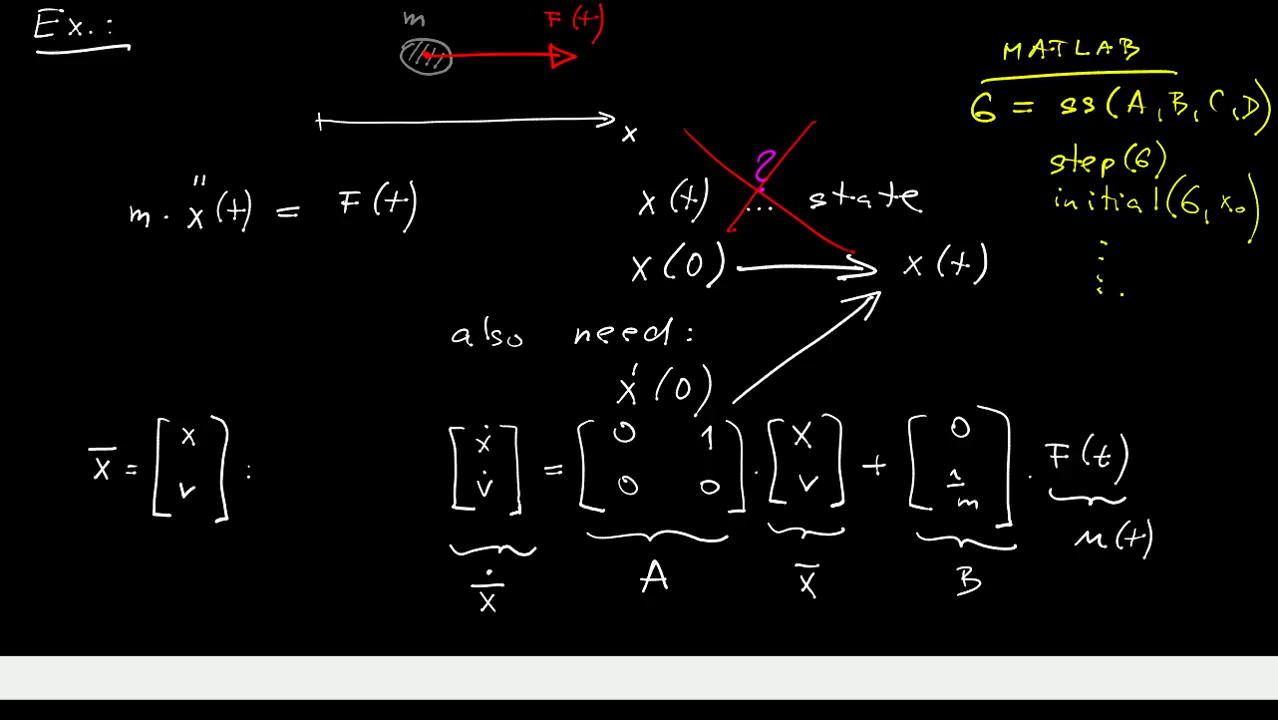 Ex.:
m F(t)
x
m · x''(t) = F(t)
? 
x(t) ... state
x(0) → x(t)
also need:
x'(0)
x̅ = [x v] :
[ẋ v̇] = [0 1 0 0] · [x v] + [0 1/m] · F(t)
ẋ̅ A x̅ B u(t)
MATLAB
G = ss(A, B, C, D)
step(G)
initial(G, x₀)
⋮